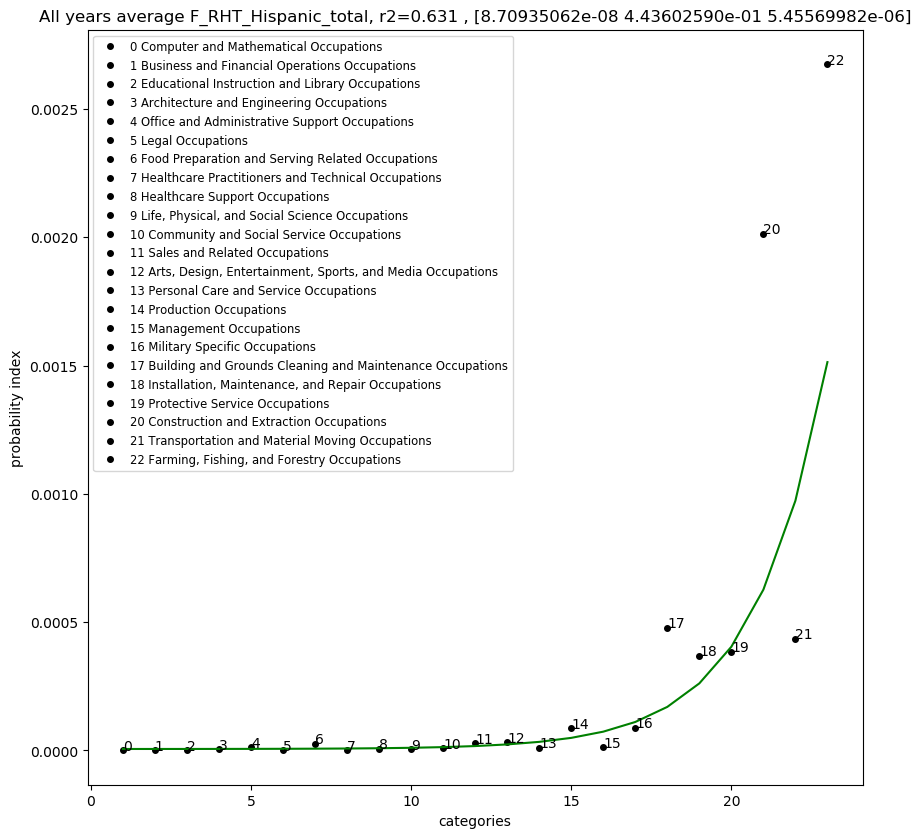 All years average F_RHT_Hispanic_total, r2=0.631 , [8.70935062e-08 4.43602590e-01 5.45569982e-06]
0 Computer and Mathematical Occupations
1 Business and Financial Operations Occupations
2 Educational Instruction and Library Occupations
3 Architecture and Engineering Occupations
4 Office and Administrative Support Occupations
5 Legal Occupations
6 Food Preparation and Serving Related Occupations
7 Healthcare Practitioners and Technical Occupations
8 Healthcare Support Occupations
9 Life, Physical, and Social Science Occupations
10 Community and Social Service Occupations
11 Sales and Related Occupations
12 Arts, Design, Entertainment, Sports, and Media Occupations
13 Personal Care and Service Occupations
14 Production Occupations
15 Management Occupations
16 Military Specific Occupations
17 Building and Grounds Cleaning and Maintenance Occupations
18 Installation, Maintenance, and Repair Occupations
19 Protective Service Occupations
20 Construction and Extraction Occupations
21 Transportation and Material Moving Occupations
22 Farming, Fishing, and Forestry Occupations
probability index
0.0025
0.0020
0.0015
0.0010
0.0005
0.0000
0
1
2
3
4
5
6
7
8
9
10
11
12
13
14
15
16
17
18
19
20
21
22
0 5 10 15 20
categories